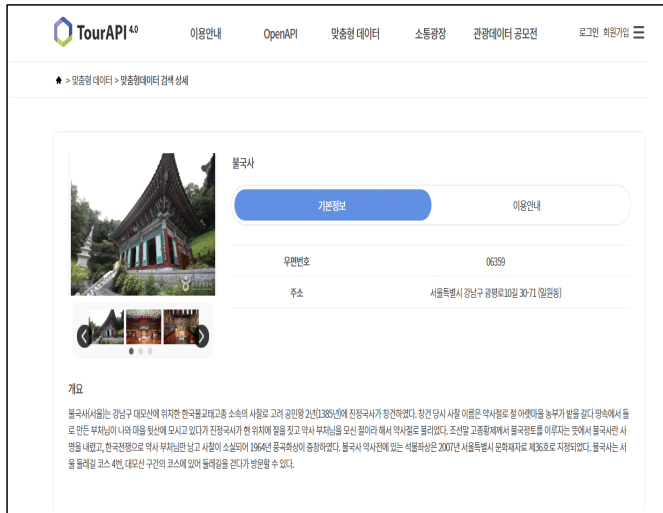 TourAPI 4.0
이용안내 OpenAPI 맞춤형 데이터 소통광장 관광데이터 공모전 로그인 회원가입
> 맞춤형 데이터 > 맞춤형데이터 검색 상세
불국사
기본정보 이용안내
우편번호 06359
주소 서울특별시 강남구 광평로10길 30-71 (일원동)
개요
불국사(서울)는 강남구 대모산에 위치한 한국불교태고종 소속의 사찰로 고려 공민왕 2년(1385년)에 진정국사가 창건하였다. 창건 당시 사찰 이름은 약사절로 절 아랫마을 농부가 밭을 갈다 땅속에서 돌
로 만든 부처님이 나와 마을 뒷산에 모시고 있다가 진정국사가 현 위치에 절을 짓고 약사 부처님을 모신 절이라 해서 약사절로 불리었다. 조선말 고종황제께서 불국정토를 이루자는 뜻에서 불국사란 사
명을 내렸고, 한국전쟁으로 약사 부처님만 남고 사찰이 소실되어 1964년 풍곡화상이 중창하였다. 불국사 약사전에 있는 석불좌상은 2007년 서울특별시 문화재자료 제36호로 지정되었다. 불국사는 서
울 둘레길 코스 4번, 대모산 구간의 코스에 있어 둘레길을 걷다가 방문할 수 있다.